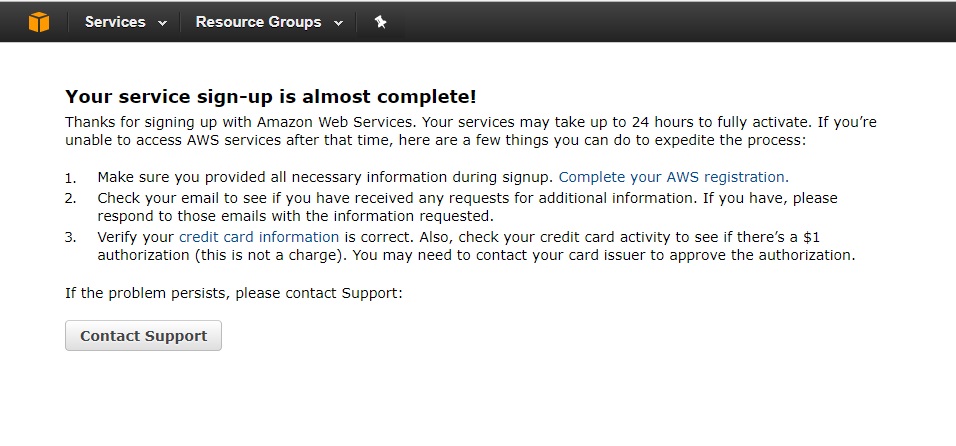 Services Resource Groups
Your service sign-up is almost complete!
Thanks for signing up with Amazon Web Services. Your services may take up to 24 hours to fully activate. If you’re
unable to access AWS services after that time, here are a few things you can do to expedite the process:
1. Make sure you provided all necessary information during signup. Complete your AWS registration.
2. Check your email to see if you have received any requests for additional information. If you have, please
respond to those emails with the information requested.
3. Verify your credit card information is correct. Also, check your credit card activity to see if there’s a $1
authorization (this is not a charge). You may need to contact your card issuer to approve the authorization.
If the problem persists, please contact Support:
Contact Support